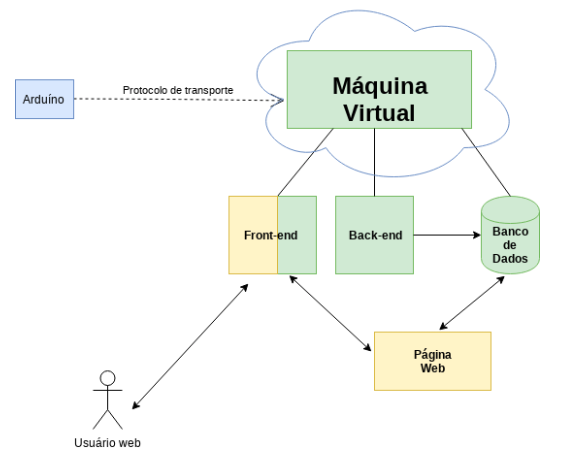 Máquina
Virtual
Protocolo de transporte
Arduíno
Front-end
Back-end
Banco
de
Dados
Página
Web
Usuário web